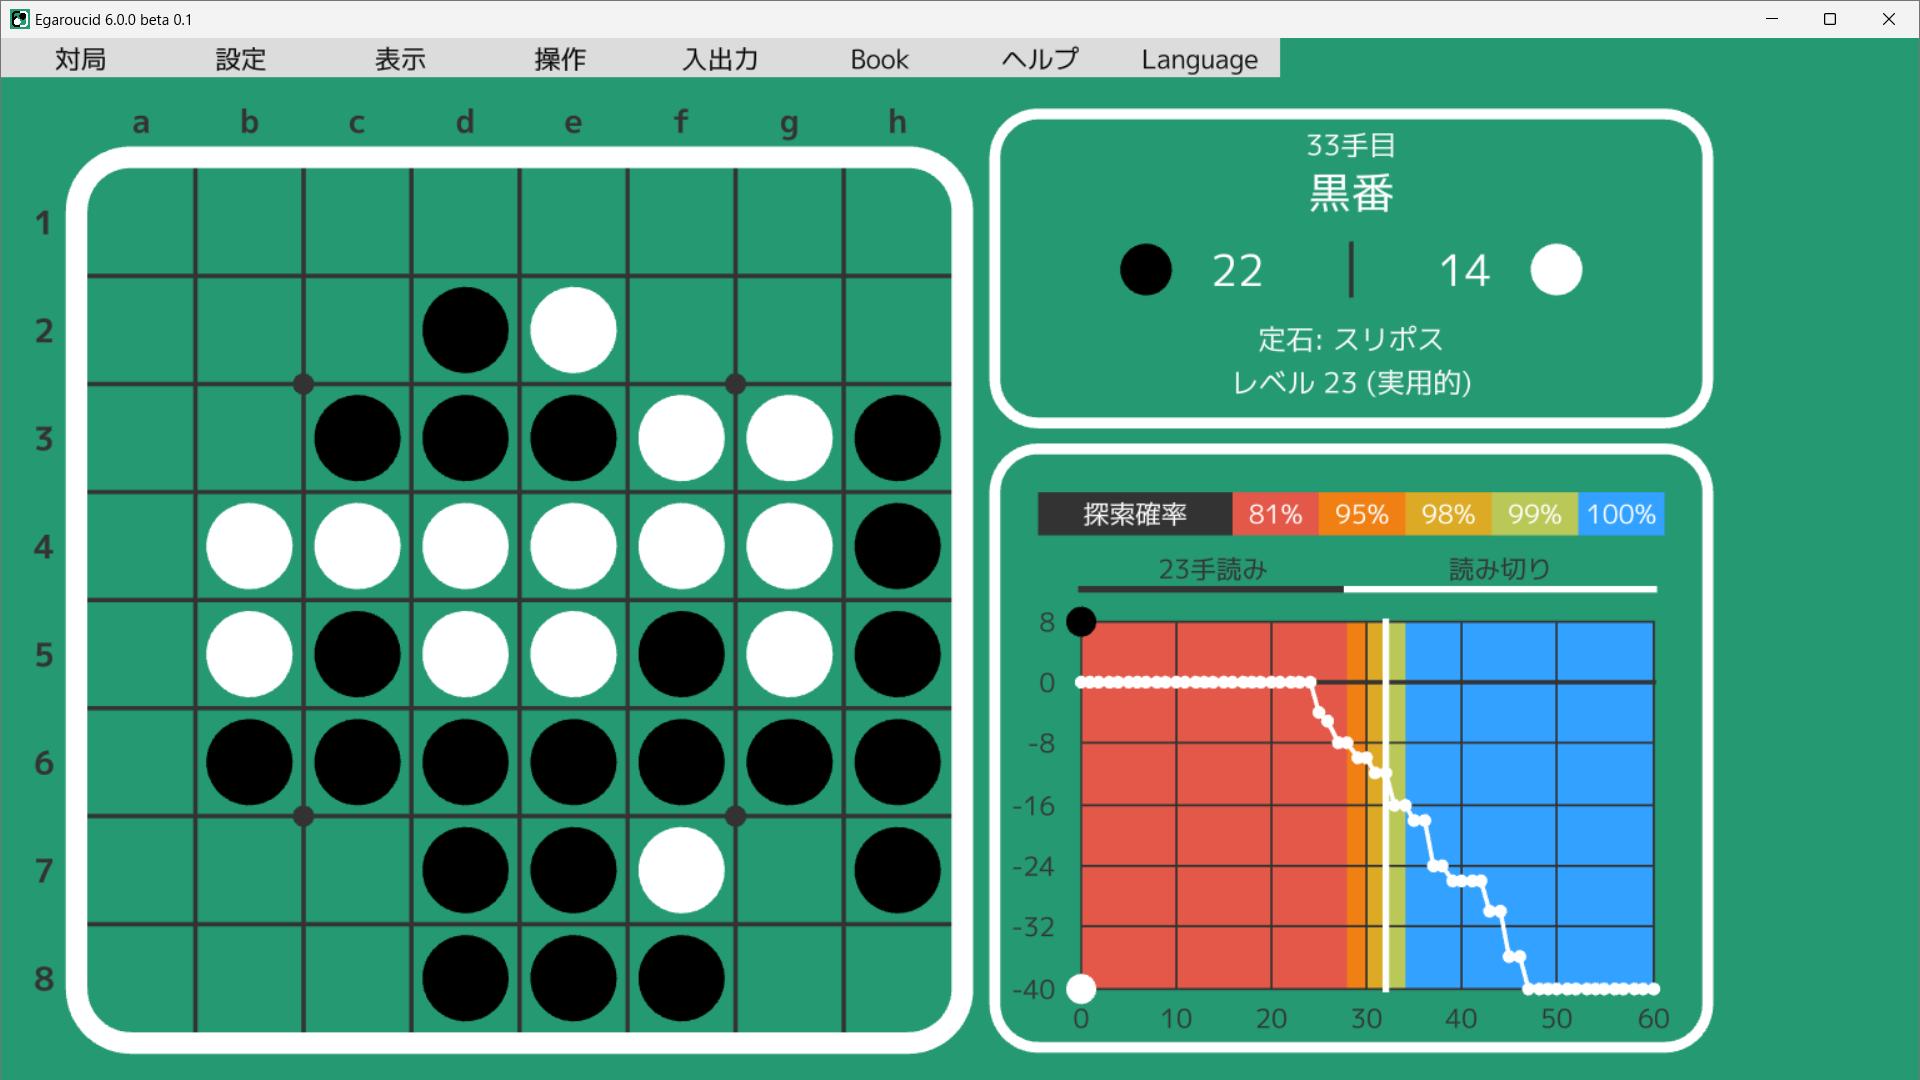 Egaroucid 6.0.0 beta 0.1
対局 設定 表示 操作 入出力 Book ヘルプ Language
a b c d e f g h
1
2
3
4
5
6
7
8
33手目
黒番
22 14
定石: スリポス
レベル 23 (実用的)
探索確率 81% 95% 98% 99% 100%
23手読み 読み切り
8
0
-8
-16
-24
-32
-40
0 10 20 30 40 50 60